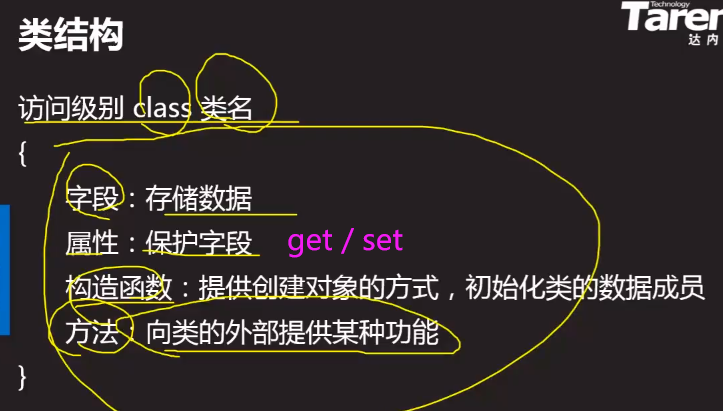 Technology
Taren
达内
类结构
访问级别 class 类名
{
字段：存储数据
属性：保护字段 get / set
构造函数：提供创建对象的方式，初始化类的数据成员
方法：向类的外部提供某种功能
}